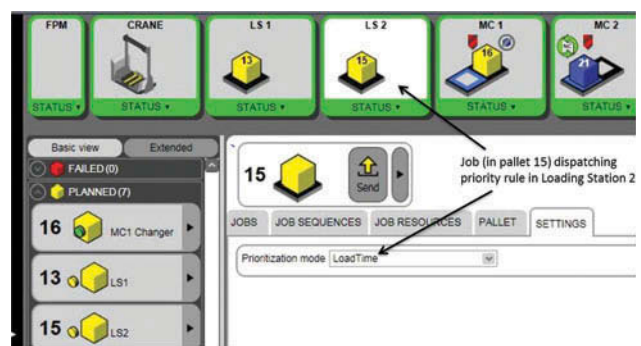 FPM
CRANE
LS 1
LS 2
MC 1
MC 2
13
15
16
NC
21
STATUS
STATUS
STATUS
STATUS
STATUS
STATUS
Basic view
Extended
FAILED (0)
PLANNED (7)
16
MC1 Changer
13
LS1
15
LS2
15
Send
Job (in pallet 15) dispatching
priority rule in Loading Station 2
JOBS
JOB SEQUENCES
JOB RESOURCES
PALLET
SETTINGS
Prioritization mode
LoadTime